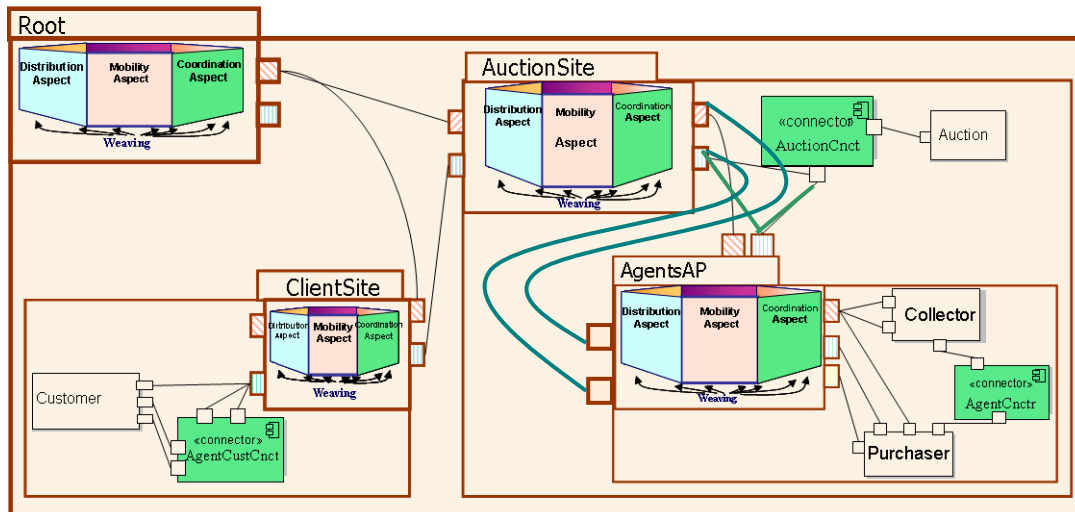 Root
Distribution
Aspect
Mobility
Aspect
Coordination
Aspect
Weaving
AuctionSite
Distribution
Aspect
Mobility
Aspect
Coordination
Aspect
Weaving
«connector»
AuctionCnct
Auction
ClientSite
Distribution
Aspect
Mobility
Aspect
Coordination
Aspect
Weaving
Customer
«connector»
AgentCustCnct
AgentsAP
Distribution
Aspect
Mobility
Aspect
Coordination
Aspect
Weaving
Collector
«connector»
AgentCnctr
Purchaser